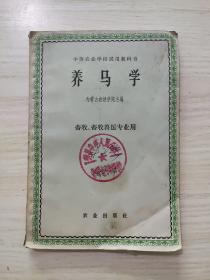 中等农业学校试用教科书
养马学
内蒙古畜牧学院主编
畜牧、畜牧兽医专业用
农业出版社